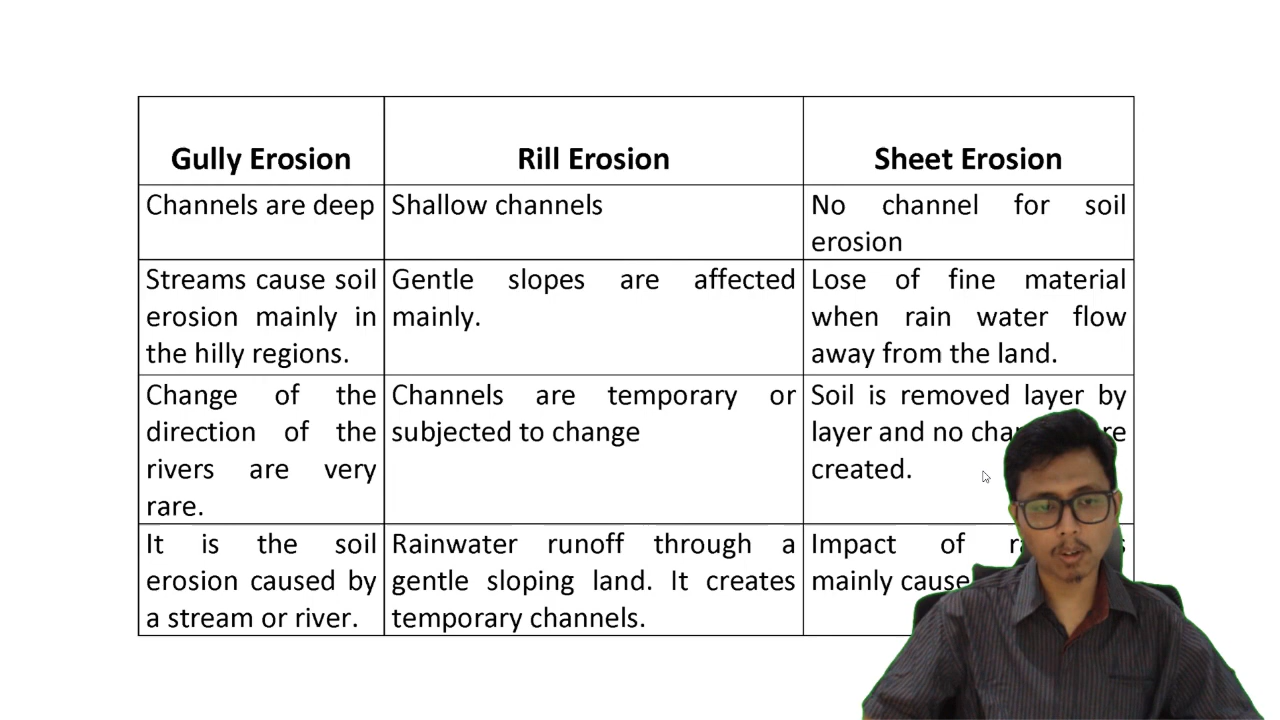 Gully Erosion
Rill Erosion
Sheet Erosion
Channels are deep
Shallow channels
No channel for soil
erosion
Streams cause soil
erosion mainly in
the hilly regions.
Gentle slopes are affected
mainly.
Lose of fine material
when rain water flow
away from the land.
Change of the
direction of the
rivers are very
rare.
Channels are temporary or
subjected to change
Soil is removed layer by
layer and no
created.
It is the soil
erosion caused by
a stream or river.
Rainwater runoff through a
gentle sloping land. It creates
temporary channels.
Impact of
mainly